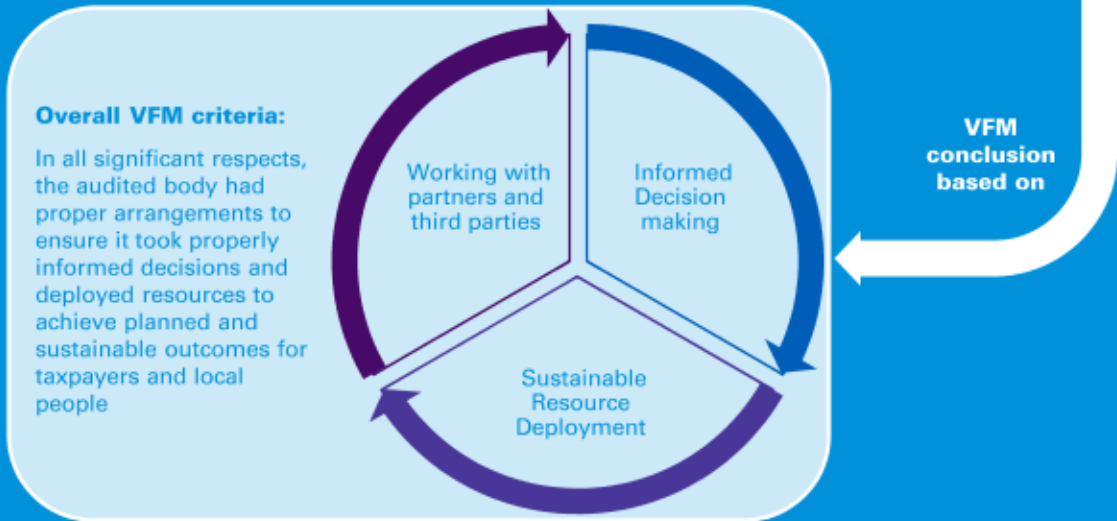 Overall VFM criteria:
In all significant respects,
the audited body had
proper arrangements to
ensure it took properly
informed decisions and
deployed resources to
achieve planned and
sustainable outcomes for
taxpayers and local
people
Working with
partners and
third parties
Informed
Decision
making
Sustainable
Resource
Deployment
VFM
conclusion
based on